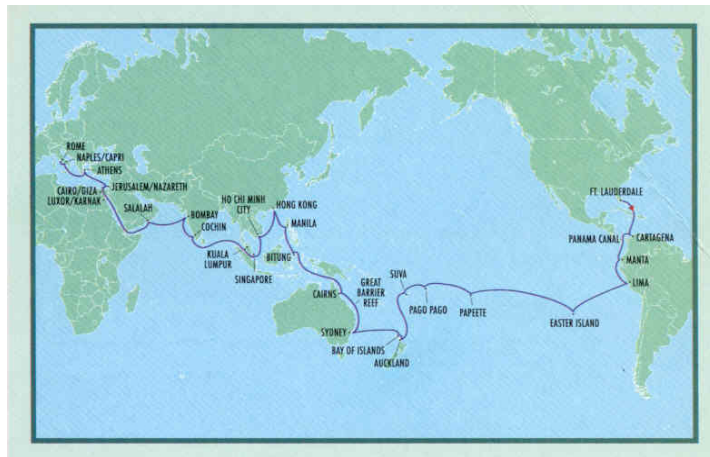 ROME
NAPLES/CAPRI
ATHENS
CAIRO/GIZA
LUXOR/KARNAK
JERUSALEM/NAZARETH
SALALAH
BOMBAY
COCHIN
HO CHI MINH
CITY
HONG KONG
MANILA
KUALA
LUMPUR
SINGAPORE
BITUNG
CAIRNS
GREAT
BARRIER
REEF
SYDNEY
BAY OF ISLANDS
AUCKLAND
SUVA
PAGO PAGO
PAPEETE
EASTER ISLAND
FT. LAUDERDALE
PANAMA CANAL
CARTAGENA
MANTA
LIMA